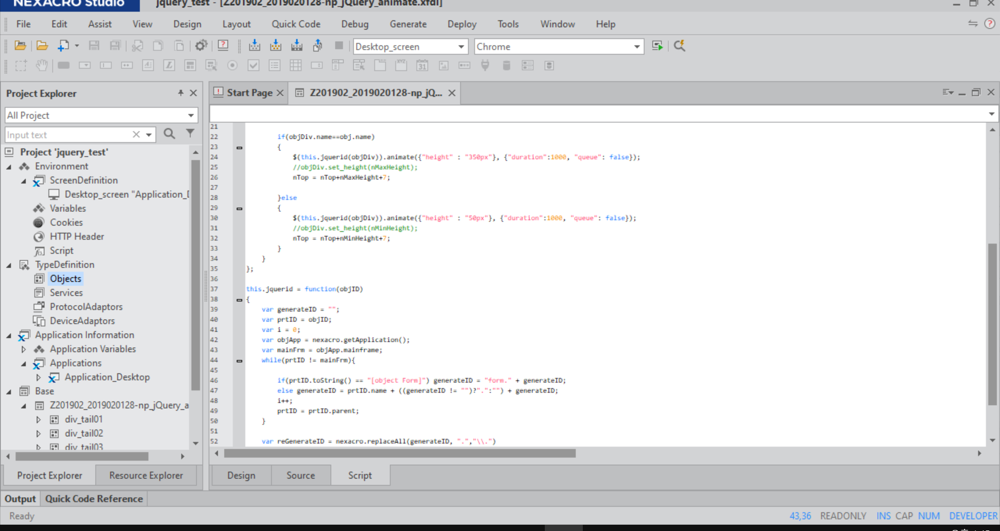 NEXACRO Studio
jquery_test - [Z201902_2019020128-np_jQuery_animate.xfdl]
File Edit Assist View Design Layout Quick Code Debug Generate Deploy Tools Window Help
Desktop_screen Chrome
Project Explorer
Start Page
Z201902_2019020128-np_jQ...
All Project
Input text
Project 'jquery_test'
Environment
ScreenDefinition
Desktop_screen "Application_
Variables
Cookies
HTTP Header
Script
TypeDefinition
Objects
Services
ProtocolAdaptors
DeviceAdaptors
Application Information
Application Variables
Applications
Application_Desktop
Base
Z201902_2019020128-np_jQuery_a
div_tail01
div_tail02
div_tail03
Project Explorer Resource Explorer
21
22 if(objDiv.name==obj.name)
23 {
24 $(this.jquerid(objDiv)).animate({"height" : "350px"}, {"duration":1000, "queue": false});
25 //objDiv.set_height(nMaxHeight);
26 nTop = nTop+nMaxHeight+7;
27
28 }else
29 {
30 $(this.jquerid(objDiv)).animate({"height" : "50px"}, {"duration":1000, "queue": false});
31 //objDiv.set_height(nMinHeight);
32 nTop = nTop+nMinHeight+7;
33 }
34 }
35 };
36
37 this.jquerid = function(objID)
38 {
39 var generateID = "";
40 var prtID = objID;
41 var i = 0;
42 var objApp = nexacro.getApplication();
43 var mainFrm = objApp.mainframe;
44 while(prtID != mainFrm){
45
46 if(prtID.toString() == "[object Form]") generateID = "form." + generateID;
47 else generateID = prtID.name + ((generateID != "")?".":"") + generateID;
48 i++;
49 prtID = prtID.parent;
50 }
51
52 var reGenerateID = nexacro.replaceAll(generateID, ".","\\.")
Design Source Script
Output Quick Code Reference
Ready
43,36 READONLY INS CAP NUM DEVELOPER